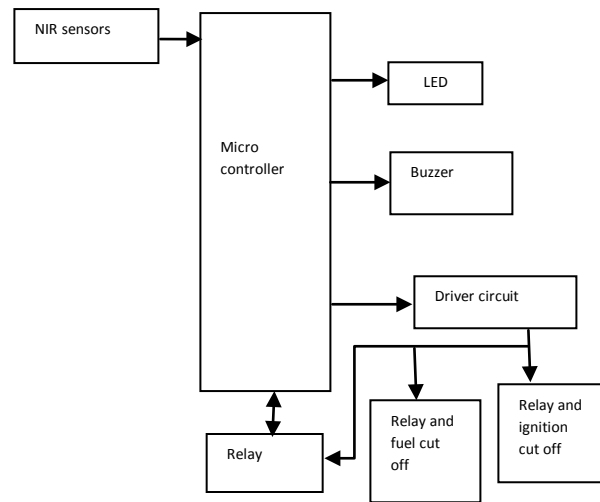 NIR sensors
LED
Micro
controller
Buzzer
Driver circuit
Relay and
fuel cut
off
Relay and
ignition
cut off
Relay